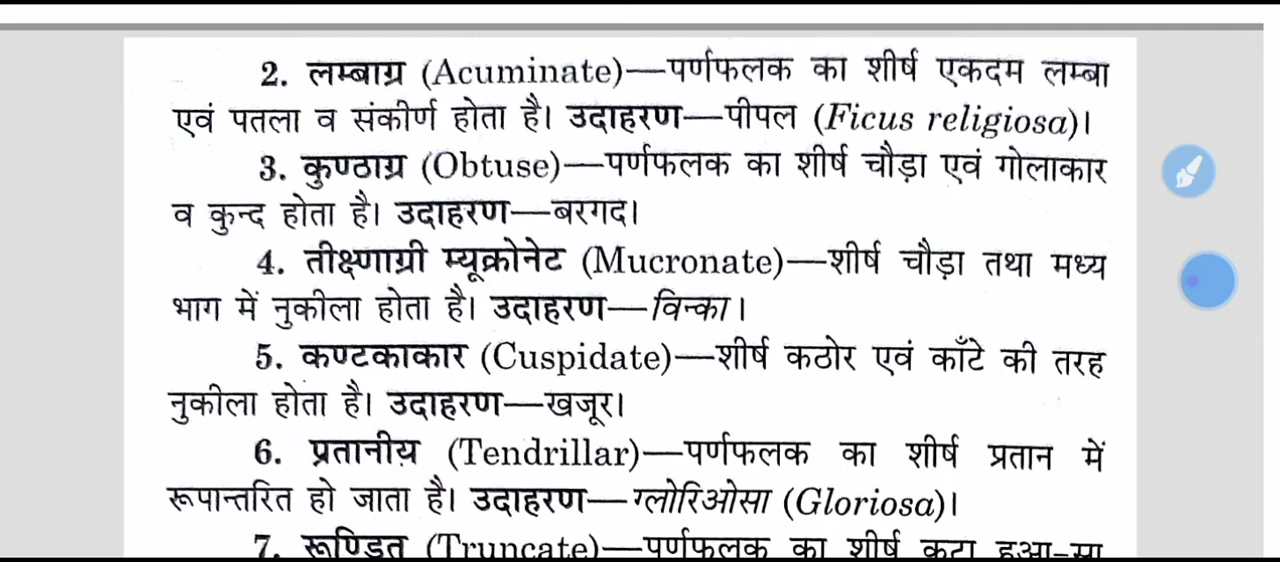 2. लम्बाग्र (Acuminate)—पर्णफलक का शीर्ष एकदम लम्बा
एवं पतला व संकीर्ण होता है। उदाहरण—पीपल (Ficus religiosa)।
3. कुण्ठाग्र (Obtuse)—पर्णफलक का शीर्ष चौड़ा एवं गोलाकार
व कुन्द होता है। उदाहरण—बरगद।
4. तीक्ष्णाग्री म्यूक्रोनेट (Mucronate)—शीर्ष चौड़ा तथा मध्य
भाग में नुकीला होता है। उदाहरण—विन्का।
5. कण्टकाकार (Cuspidate)—शीर्ष कठोर एवं काँटे की तरह
नुकीला होता है। उदाहरण—खजूर।
6. प्रतानीय (Tendrillar)—पर्णफलक का शीर्ष प्रतान में
रूपान्तरित हो जाता है। उदाहरण—ग्लोरिओसा (Gloriosa)।
7. रूण्डित (Truncate)—पर्णफलक का शीर्ष कटा हुआ-सा